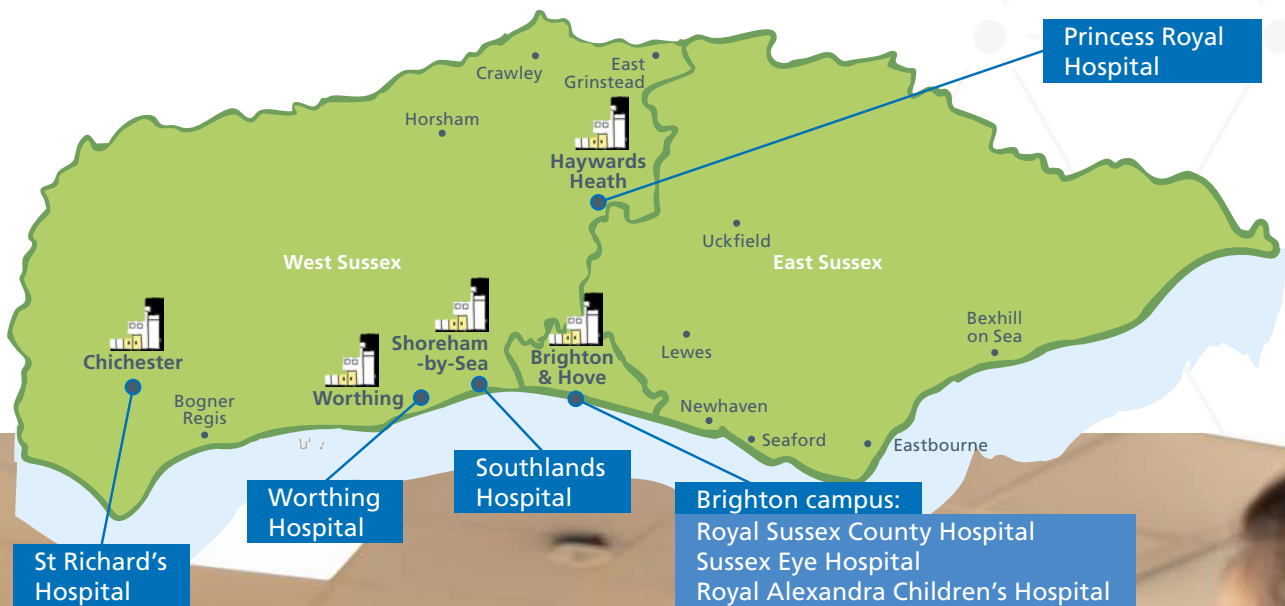 Princess Royal
Hospital
Crawley
East
Grinstead
Horsham
Haywards
Heath
Uckfield
West Sussex
East Sussex
Chichester
Shoreham
-by-Sea
Brighton
& Hove
Lewes
Bexhill
on Sea
Worthing
Bogner
Regis
Newhaven
Seaford
Eastbourne
Southlands
Hospital
Worthing
Hospital
Brighton campus:
Royal Sussex County Hospital
Sussex Eye Hospital
Royal Alexandra Children's Hospital
St Richard's
Hospital